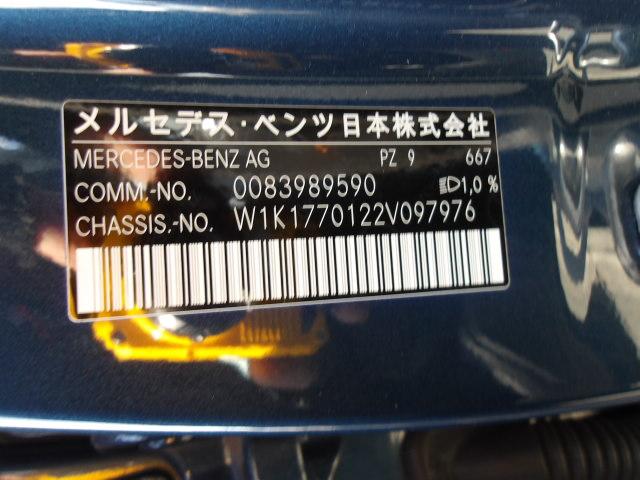 メルセデス・ベンツ日本株式会社
MERCEDES-BENZ AG PZ 9 667
COMM.-NO. 0083989590 1,0 %
CHASSIS.-NO. W1K1770122V097976